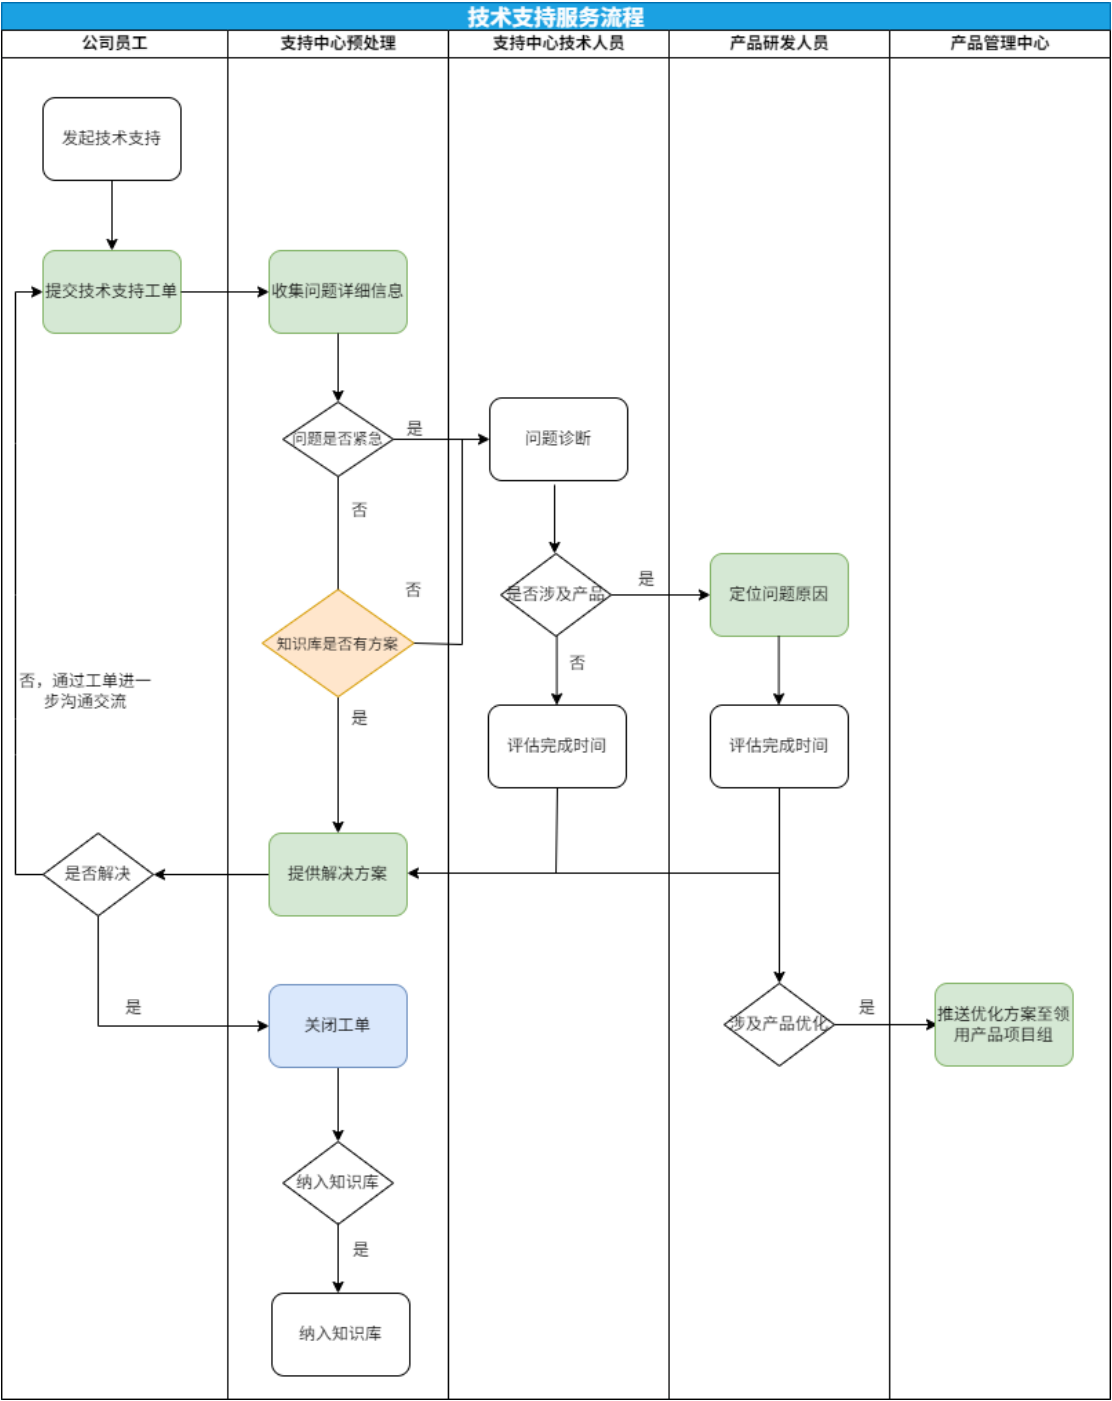 技术支持服务流程
公司员工
支持中心预处理
支持中心技术人员
产品研发人员
产品管理中心
发起技术支持
提交技术支持工单
收集问题详细信息
问题是否紧急
是
问题诊断
否
否
是否涉及产品
是
定位问题原因
知识库是否有方案
否
否，通过工单进一
步沟通交流
是
评估完成时间
评估完成时间
是否解决
提供解决方案
是
关闭工单
涉及产品优化
是
推送优化方案至领
用产品项目组
纳入知识库
是
纳入知识库